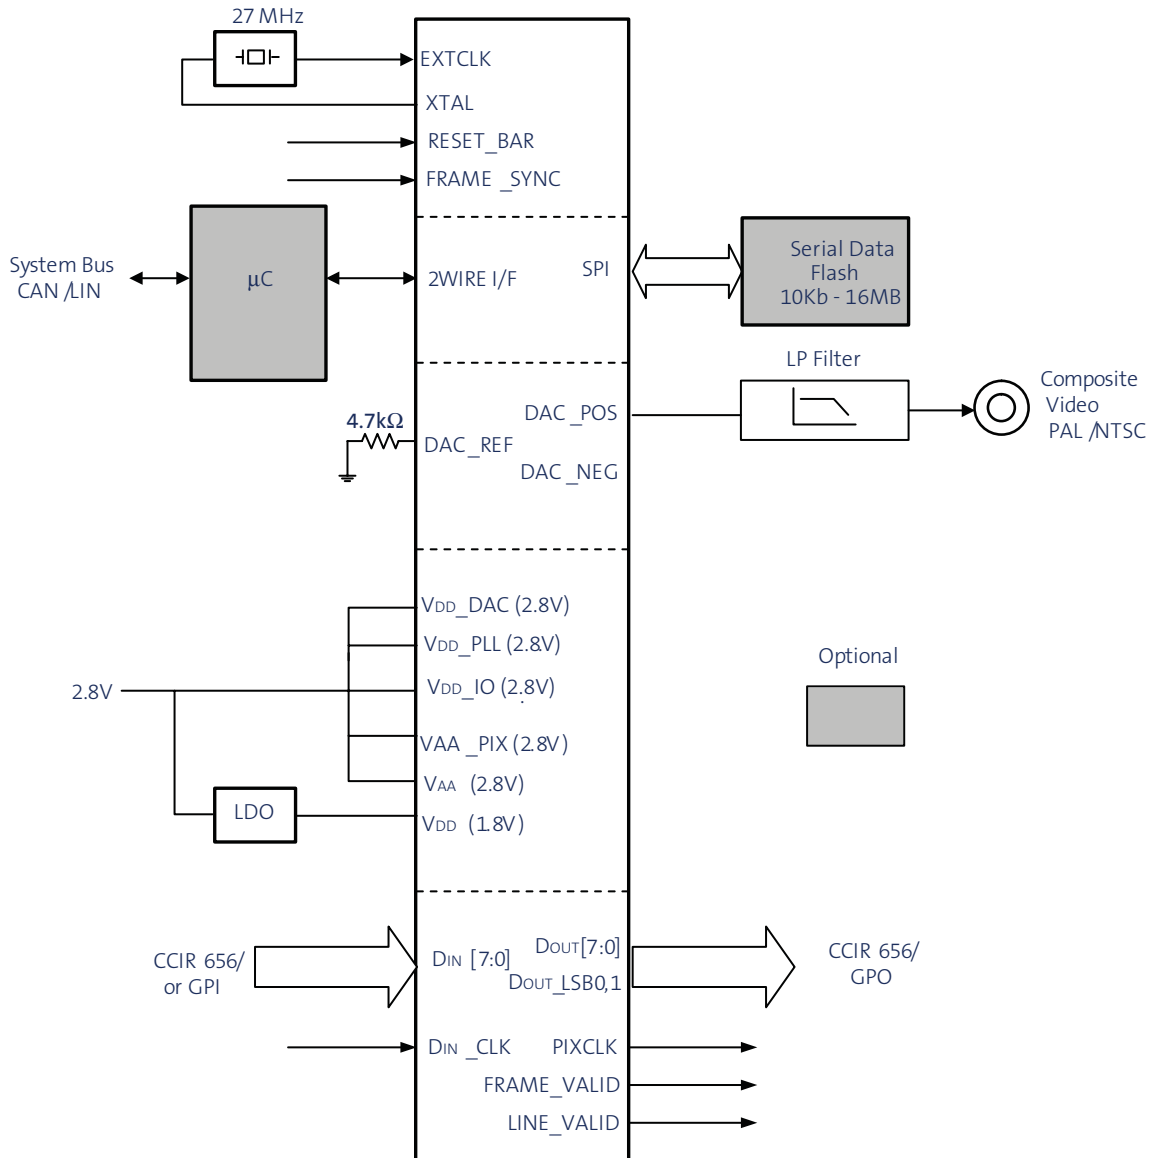 27 MHz
EXTCLK
XTAL
RESET_BAR
FRAME _SYNC
System Bus
CAN /LIN
µC
2WIRE I/F
SPI
Serial Data
Flash
10Kb - 16MB
LP Filter
4.7kΩ
DAC _REF
DAC _POS
DAC _NEG
Composite
Video
PAL /NTSC
VDD_DAC (2.8V)
VDD_PLL (2.8V)
2.8V
VDD_IO (2.8V)
VAA _PIX (2.8V)
VAA (2.8V)
LDO
VDD (1.8V)
Optional
CCIR 656/
or GPI
DIN [7:0]
DOUT[7:0]
DOUT_LSB0,1
CCIR 656/
GPO
DIN _CLK
PIXCLK
FRAME_VALID
LINE_VALID